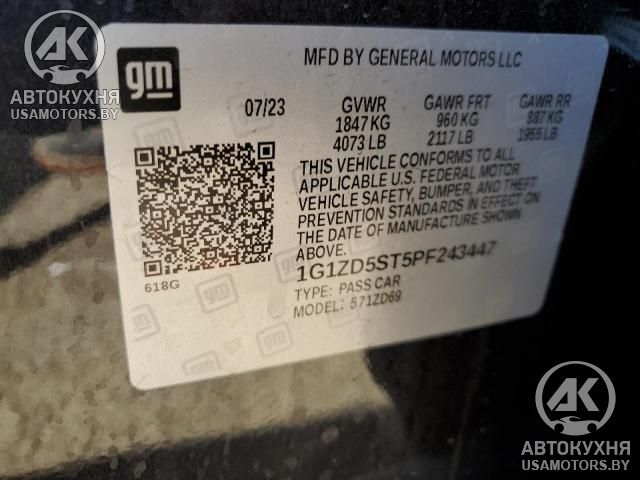 AK
АВТОКУХНЯ
USAMOTORS.BY
gm
MFD BY GENERAL MOTORS LLC
07/23 GVWR GAWR FRT GAWR RR
1847 KG 960 KG 887 KG
4073 LB 2117 LB 1955 LB
THIS VEHICLE CONFORMS TO ALL
APPLICABLE U.S. FEDERAL MOTOR
VEHICLE SAFETY, BUMPER, AND THEFT
PREVENTION STANDARDS IN EFFECT ON
THE DATE OF MANUFACTURE SHOWN
ABOVE.
1G1ZD5ST5PF243447
TYPE: PASS CAR
MODEL: 571ZD69
618G
AK
АВТОКУХНЯ
USAMOTORS.BY